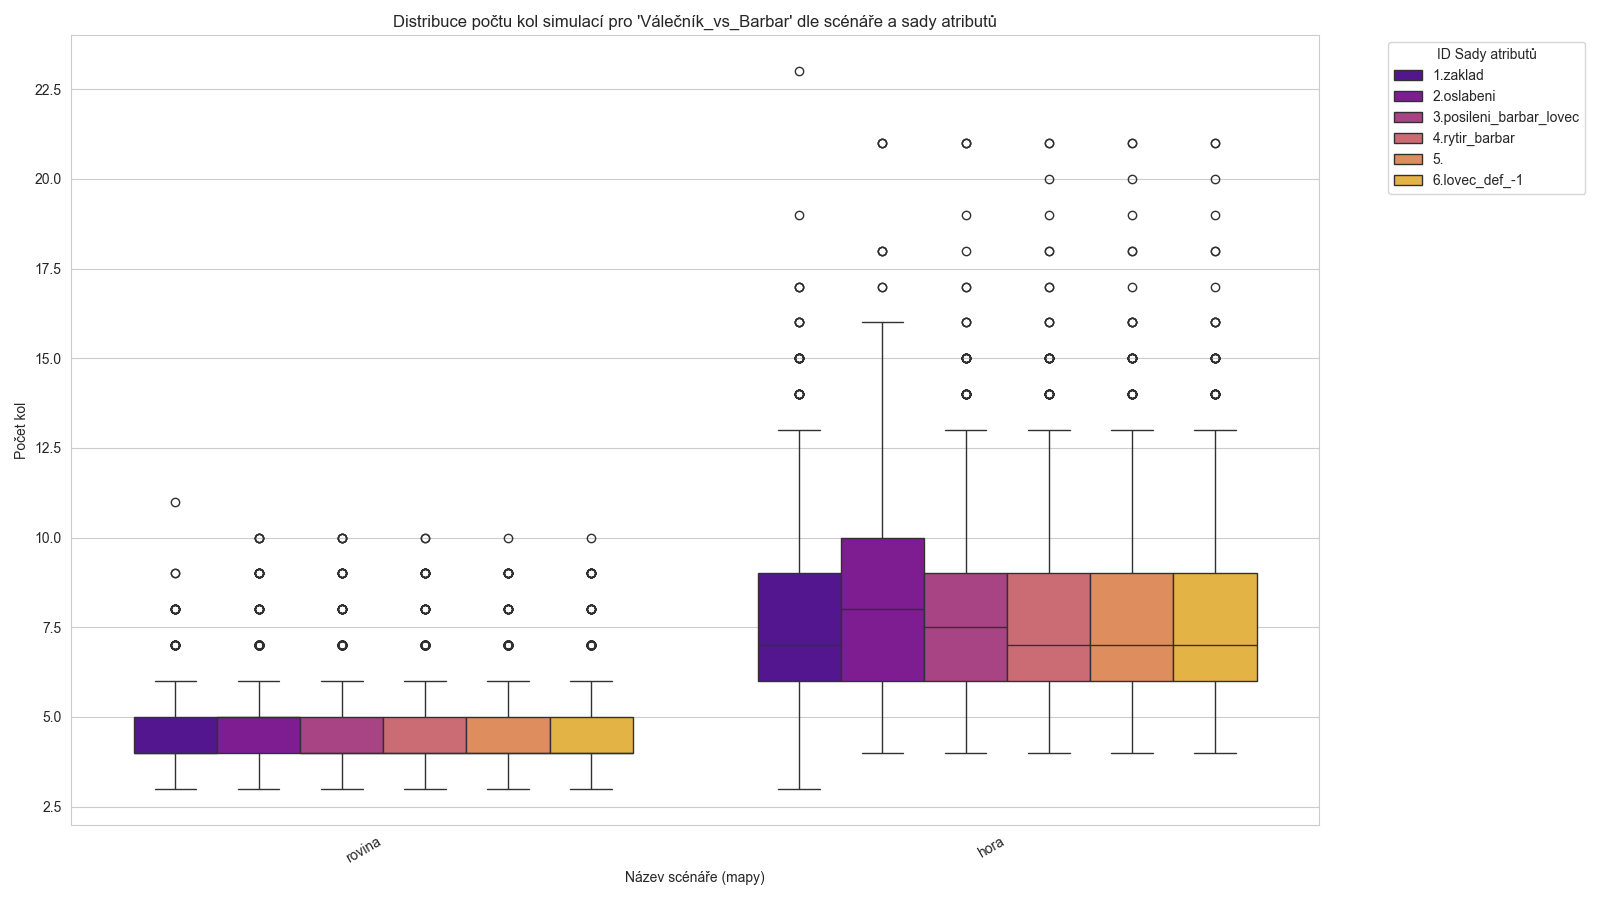 Distribuce počtu kol simulací pro 'Válečník_vs_Barbar' dle scénáře a sady atributů
ID Sady atributů
1.zaklad
2.oslabeni
3.posileni_barbar_lovec
4.rytir_barbar
5.
6.lovec_def_-1
Počet kol
22.5
20.0
17.5
15.0
12.5
10.0
7.5
5.0
2.5
rovina
hora
Název scénáře (mapy)